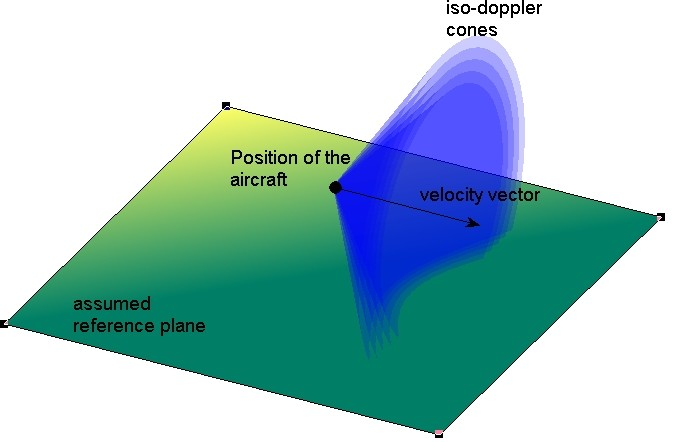 iso-doppler
cones
Position of the
aircraft
velocity vector
assumed
reference plane